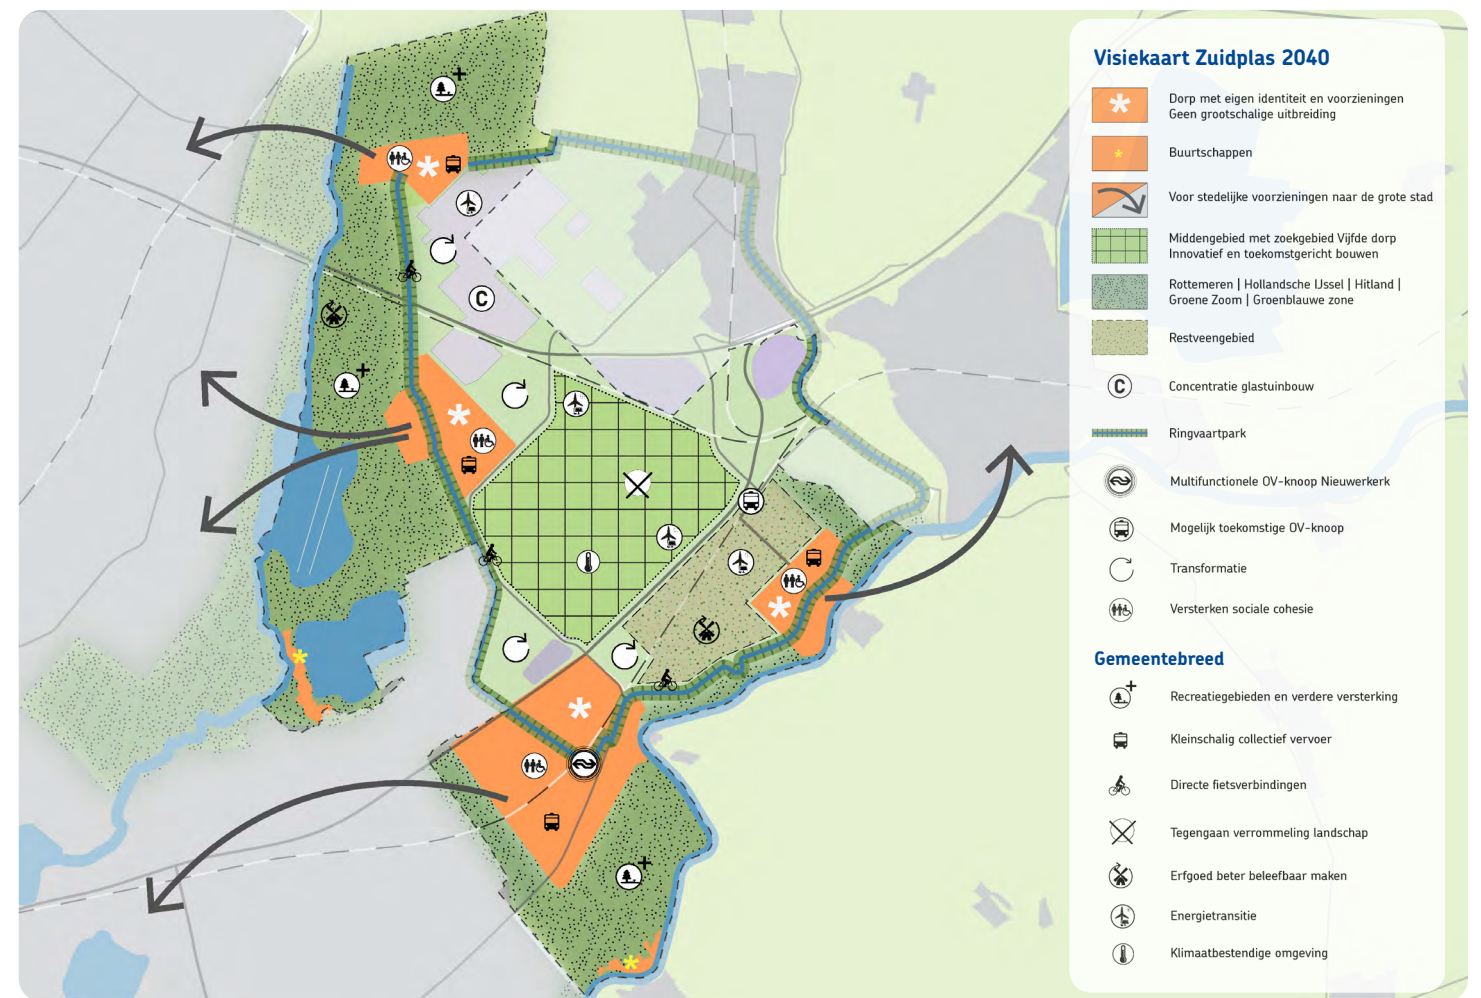 Visiekaart Zuidplas 2040
Dorp met eigen identiteit en voorzieningen
Geen grootschalige uitbreiding
Buurtschappen
Voor stedelijke voorzieningen naar de grote stad
Middengebied met zoekgebied Vijfde dorp
Innovatief en toekomstgericht bouwen
Rottemeren | Hollandsche IJssel | Hitland |
Groene Zoom | Groenblauwe zone
Restveengebied
C
Concentratie glastuinbouw
Ringvaartpark
Multifunctionele OV-knoop Nieuwerkerk
Mogelijk toekomstige OV-knoop
Transformatie
Versterken sociale cohesie
Gemeentebreed
Recreatiegebieden en verdere versterking
Kleinschalig collectief vervoer
Directe fietsverbindingen
Tegengaan verrommeling landschap
Erfgoed beter beleefbaar maken
Energietransitie
Klimaatbestendige omgeving
C